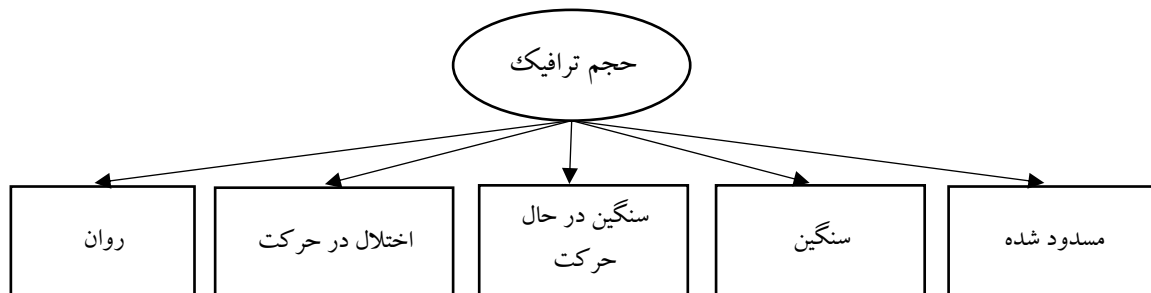 حجم ترافیک
مسدود شده
سنگین
سنگین در حال
حرکت
اختلال در حرکت
روان